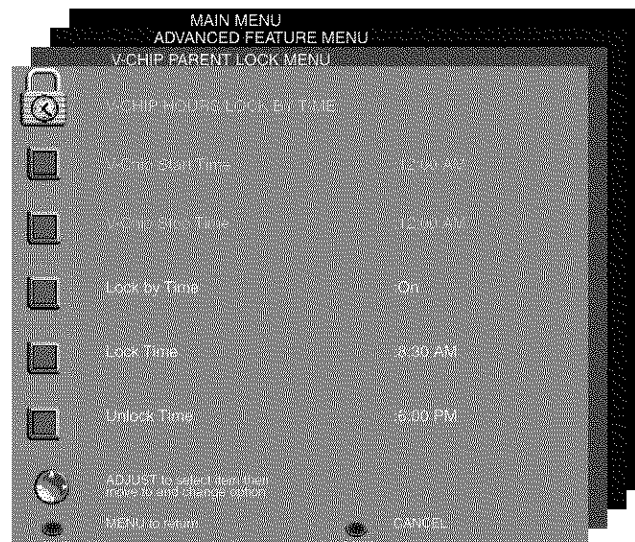 MAIN MENU
ADVANCED FEATURE MENU
V-CHIP PARENT LOCK MENU
V-CHIP HOURS LOCK BY TIME
V-Chip Start Time 12:00 AM
V-Chip Stop Time 12:00 AM
Lock by Time On
Lock Time 8:30 AM
Unlock Time 6:00 PM
ADJUST to select item then
move to and change option
MENU to return CANCEL